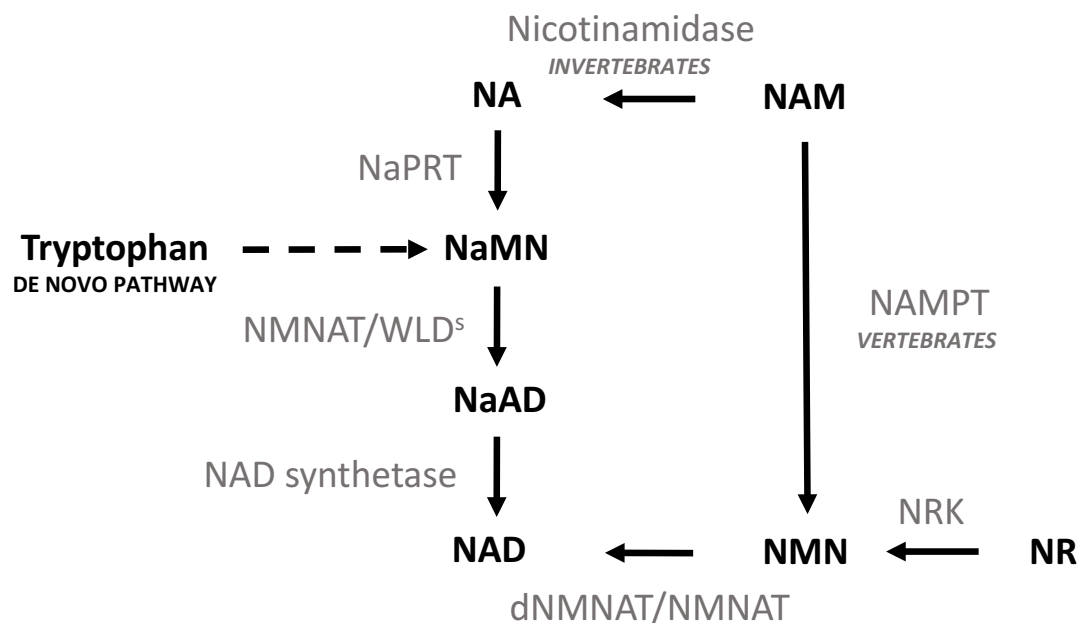 Nicotinamidase
INVERTEBRATES
NA
NAM
NaPRT
Tryptophan
DE NOVO PATHWAY
NaMN
NAMPT
VERTEBRATES
NMNAT/WLDˢ
NaAD
NAD synthetase
NRK
NAD
NMN
NR
dNMNAT/NMNAT